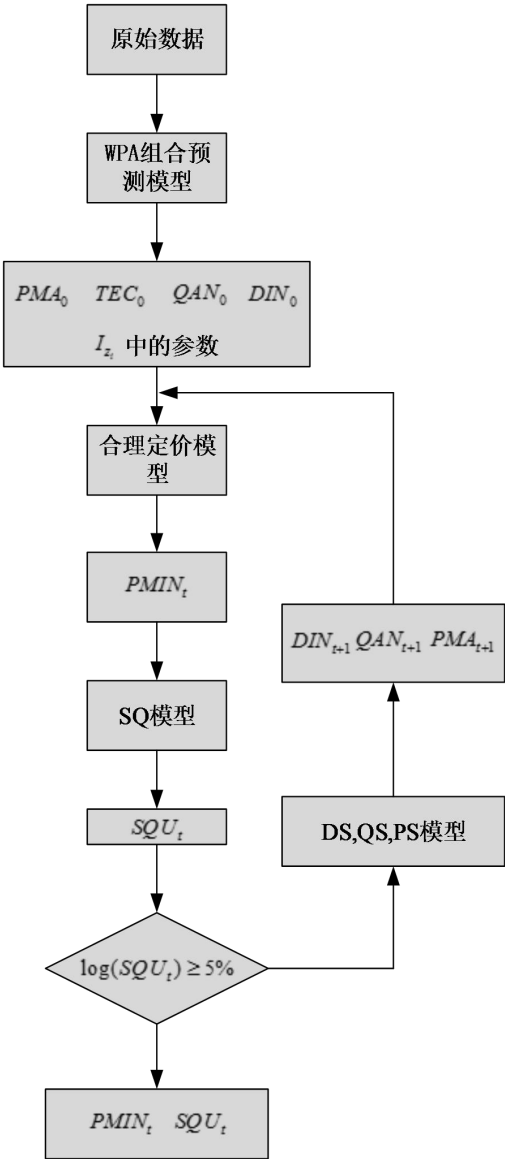 原始数据
WPA组合预
测模型
PMA₀ TEC₀ QAN₀ DIN₀
I_{z_t} 中的参数
合理定价模
型
PMIN_t
DIN_{t+1} QAN_{t+1} PMA_{t+1}
SQ模型
SQU_t
DS,QS,PS模型
log(SQU_t) ≥ 5%
PMIN_t SQU_t